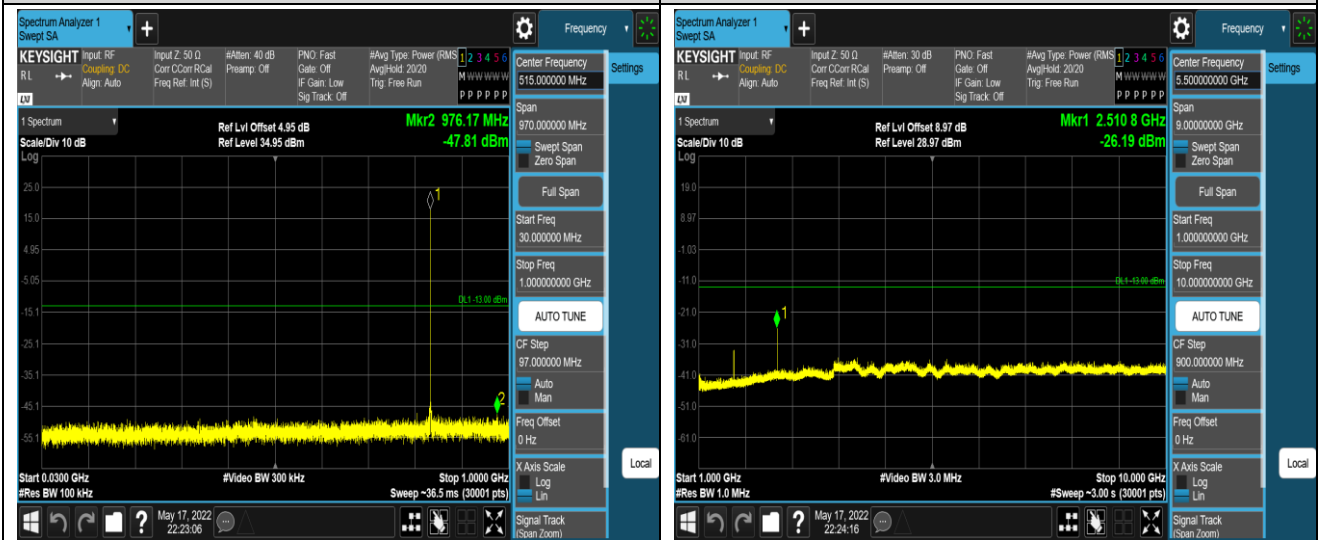 Spectrum Analyzer 1
Swept SA
+
Frequency
KEYSIGHT
RL
LXI
Input: RF
Coupling: DC
Align: Auto
Input Z: 50 Ω
Corr CCorr RCal
Freq Ref: Int (S)
#Atten: 40 dB
Preamp: Off
PNO: Fast
Gate: Off
IF Gain: Low
Sig Track: Off
#Avg Type: Power (RMS
Avg|Hold: 20/20
Trig: Free Run
1 2 3 4 5 6
M W W W W W
P P P P P P
Center Frequency
515.000000 MHz
Settings
1 Spectrum
Scale/Div 10 dB
Log
Ref Lvl Offset 4.95 dB
Ref Level 34.95 dBm
Mkr2 976.17 MHz
-47.81 dBm
Span
970.000000 MHz
Swept Span
Zero Span
Full Span
Start Freq
30.000000 MHz
Stop Freq
1.000000000 GHz
AUTO TUNE
CF Step
97.000000 MHz
Auto
Man
Freq Offset
0 Hz
X Axis Scale
Log
Lin
Signal Track
(Span Zoom)
Local
25.0
15.0
4.95
-5.05
-15.1
-25.1
-35.1
-45.1
-55.1
1
DL1 -13.00 dBm
2
Start 0.0300 GHz
#Res BW 100 kHz
#Video BW 300 kHz
Stop 1.0000 GHz
Sweep ~36.5 ms (30001 pts)
?
May 17, 2022
22:23:06
Spectrum Analyzer 1
Swept SA
+
Frequency
KEYSIGHT
RL
LXI
Input: RF
Coupling: DC
Align: Auto
Input Z: 50 Ω
Corr CCorr RCal
Freq Ref: Int (S)
#Atten: 30 dB
Preamp: Off
PNO: Fast
Gate: Off
IF Gain: Low
Sig Track: Off
#Avg Type: Power (RMS
Avg|Hold: 20/20
Trig: Free Run
1 2 3 4 5 6
M W W W W W
P P P P P P
Center Frequency
5.500000000 GHz
Settings
1 Spectrum
Scale/Div 10 dB
Log
Ref Lvl Offset 8.97 dB
Ref Level 28.97 dBm
Mkr1 2.510 8 GHz
-26.19 dBm
Span
9.00000000 GHz
Swept Span
Zero Span
Full Span
Start Freq
1.000000000 GHz
Stop Freq
10.000000000 GHz
AUTO TUNE
CF Step
900.000000 MHz
Auto
Man
Freq Offset
0 Hz
X Axis Scale
Log
Lin
Signal Track
(Span Zoom)
Local
19.0
8.97
-1.03
-11.0
-21.0
-31.0
-41.0
-51.0
-61.0
DL1 -13.00 dBm
1
Start 1.000 GHz
#Res BW 1.0 MHz
#Video BW 3.0 MHz
Stop 10.000 GHz
#Sweep ~3.00 s (30001 pts)
?
May 17, 2022
22:24:16